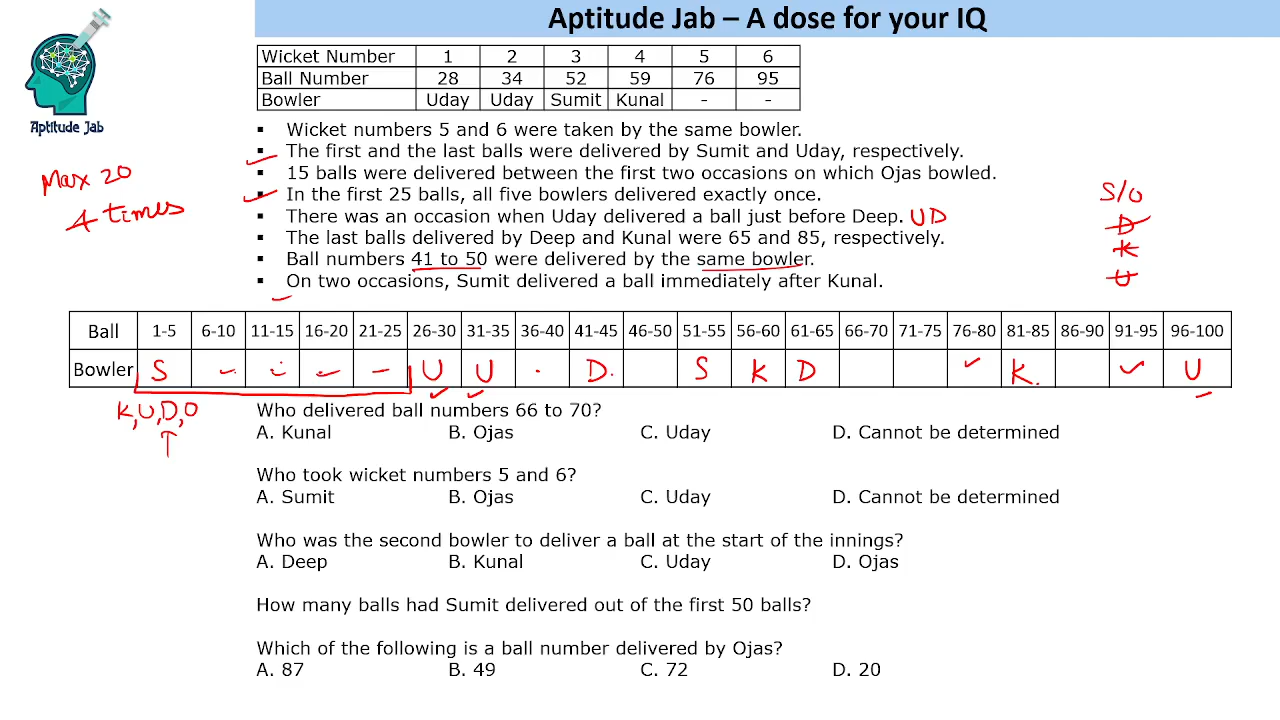 Aptitude Jab – A dose for your IQ
Aptitude Jab
Wicket Number 1 2 3 4 5 6
Ball Number 28 34 52 59 76 95
Bowler Uday Uday Sumit Kunal - -
▪ Wicket numbers 5 and 6 were taken by the same bowler.
▪ The first and the last balls were delivered by Sumit and Uday, respectively.
▪ 15 balls were delivered between the first two occasions on which Ojas bowled.
▪ In the first 25 balls, all five bowlers delivered exactly once.
▪ There was an occasion when Uday delivered a ball just before Deep. UD
▪ The last balls delivered by Deep and Kunal were 65 and 85, respectively.
▪ Ball numbers 41 to 50 were delivered by the same bowler.
▪ On two occasions, Sumit delivered a ball immediately after Kunal.
Max 20
4 times
S/O
D
K
U
Ball 1-5 6-10 11-15 16-20 21-25 26-30 31-35 36-40 41-45 46-50 51-55 56-60 61-65 66-70 71-75 76-80 81-85 86-90 91-95 96-100
Bowler S U U D S K D K U
K, U, D, O
Who delivered ball numbers 66 to 70?
A. Kunal B. Ojas C. Uday D. Cannot be determined
Who took wicket numbers 5 and 6?
A. Sumit B. Ojas C. Uday D. Cannot be determined
Who was the second bowler to deliver a ball at the start of the innings?
A. Deep B. Kunal C. Uday D. Ojas
How many balls had Sumit delivered out of the first 50 balls?
Which of the following is a ball number delivered by Ojas?
A. 87 B. 49 C. 72 D. 20